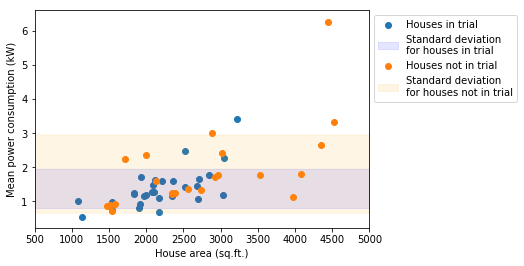 Houses in trial
Standard deviation
for houses in trial
Houses not in trial
Standard deviation
for houses not in trial
Mean power consumption (kW)
6
5
4
3
2
1
500 1000 1500 2000 2500 3000 3500 4000 4500 5000
House area (sq.ft.)